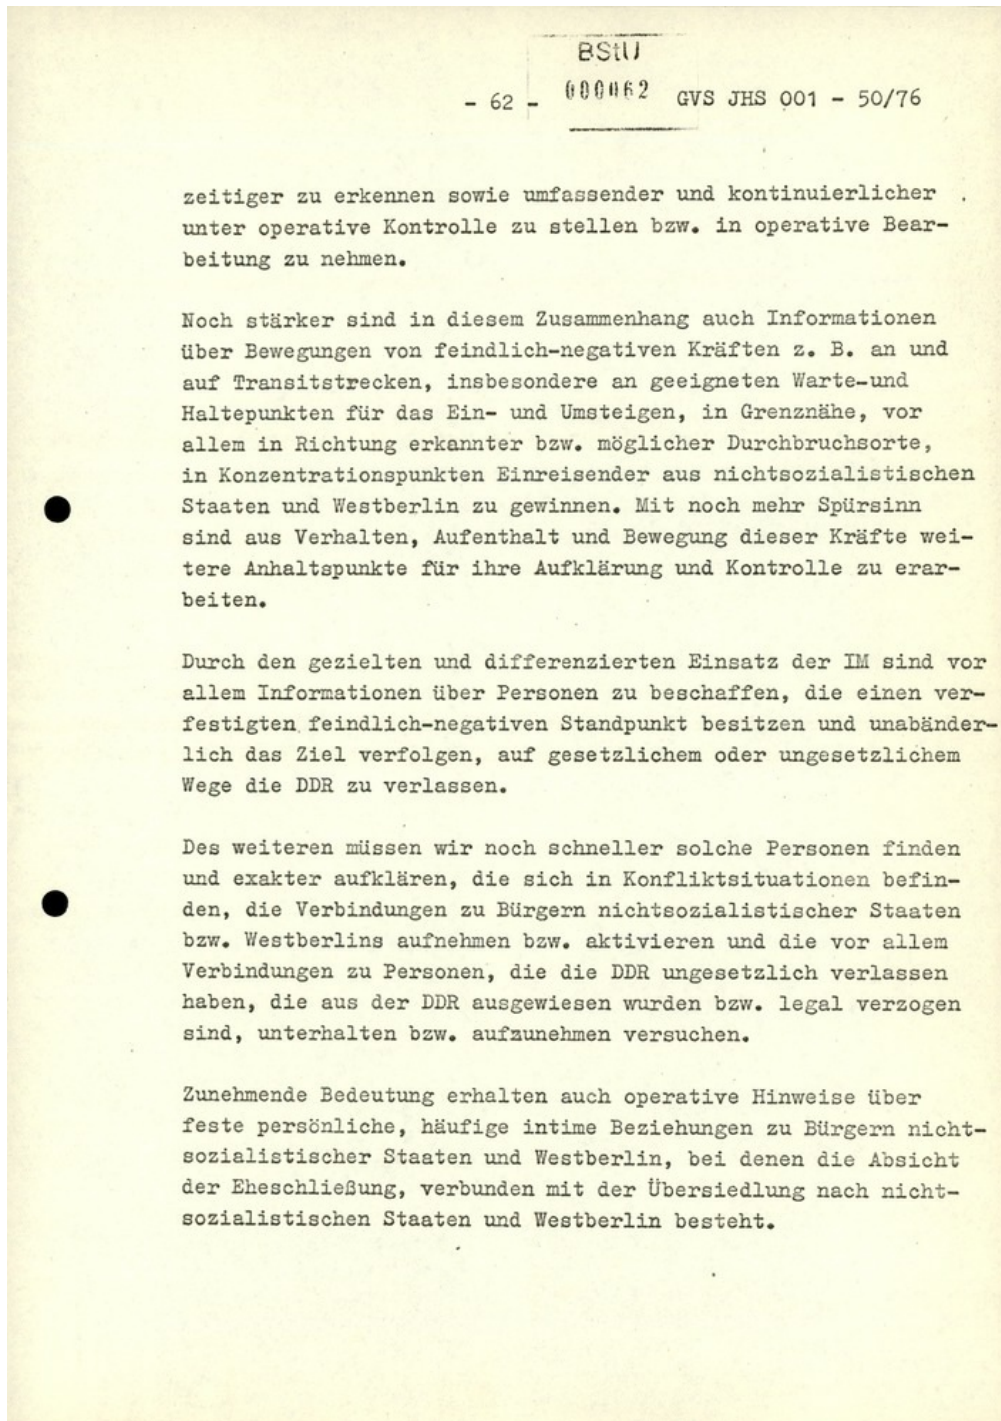 BStU
- 62 - 000062 GVS JHS 001 - 50/76
zeitiger zu erkennen sowie umfassender und kontinuierlicher
unter operative Kontrolle zu stellen bzw. in operative Bear-
beitung zu nehmen.
Noch stärker sind in diesem Zusammenhang auch Informationen
über Bewegungen von feindlich-negativen Kräften z. B. an und
auf Transitstrecken, insbesondere an geeigneten Warte-und
Haltepunkten für das Ein- und Umsteigen, in Grenznähe, vor
allem in Richtung erkannter bzw. möglicher Durchbruchsorte,
in Konzentrationspunkten Einreisender aus nichtsozialistischen
Staaten und Westberlin zu gewinnen. Mit noch mehr Spürsinn
sind aus Verhalten, Aufenthalt und Bewegung dieser Kräfte wei-
tere Anhaltspunkte für ihre Aufklärung und Kontrolle zu erar-
beiten.
Durch den gezielten und differenzierten Einsatz der IM sind vor
allem Informationen über Personen zu beschaffen, die einen ver-
festigten feindlich-negativen Standpunkt besitzen und unabänder-
lich das Ziel verfolgen, auf gesetzlichem oder ungesetzlichem
Wege die DDR zu verlassen.
Des weiteren müssen wir noch schneller solche Personen finden
und exakter aufklären, die sich in Konfliktsituationen befin-
den, die Verbindungen zu Bürgern nichtsozialistischer Staaten
bzw. Westberlins aufnehmen bzw. aktivieren und die vor allem
Verbindungen zu Personen, die die DDR ungesetzlich verlassen
haben, die aus der DDR ausgewiesen wurden bzw. legal verzogen
sind, unterhalten bzw. aufzunehmen versuchen.
Zunehmende Bedeutung erhalten auch operative Hinweise über
feste persönliche, häufige intime Beziehungen zu Bürgern nicht-
sozialistischer Staaten und Westberlin, bei denen die Absicht
der Eheschließung, verbunden mit der Übersiedlung nach nicht-
sozialistischen Staaten und Westberlin besteht.